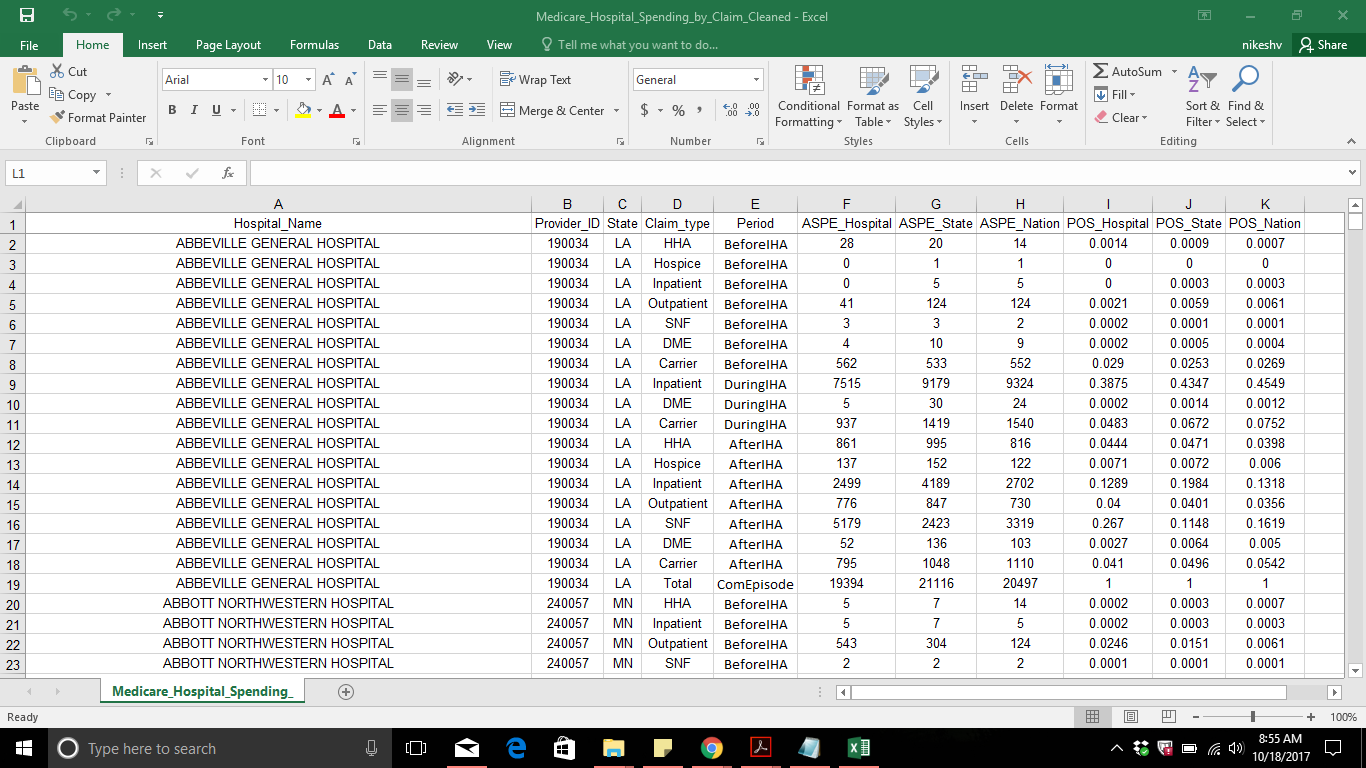 Medicare_Hospital_Spending_by_Claim_Cleaned - Excel
File Home Insert Page Layout Formulas Data Review View Tell me what you want to do... nikeshv Share
Paste Cut Copy Format Painter Clipboard
Arial 10 A A B I U A Font
Wrap Text Merge & Center Alignment
General $ % , .0 .00 .00 .0 Number
Conditional Formatting Format as Table Cell Styles Styles
Insert Delete Format Cells
AutoSum Fill Clear Sort & Filter Find & Select Editing
L1 fx
A B C D E F G H I J K
1 Hospital_Name Provider_ID State Claim_type Period ASPE_Hospital ASPE_State ASPE_Nation POS_Hospital POS_State POS_Nation
2 ABBEVILLE GENERAL HOSPITAL 190034 LA HHA BeforeIHA 28 20 14 0.0014 0.0009 0.0007
3 ABBEVILLE GENERAL HOSPITAL 190034 LA Hospice BeforeIHA 0 1 1 0 0 0
4 ABBEVILLE GENERAL HOSPITAL 190034 LA Inpatient BeforeIHA 0 5 5 0 0.0003 0.0003
5 ABBEVILLE GENERAL HOSPITAL 190034 LA Outpatient BeforeIHA 41 124 124 0.0021 0.0059 0.0061
6 ABBEVILLE GENERAL HOSPITAL 190034 LA SNF BeforeIHA 3 3 2 0.0002 0.0001 0.0001
7 ABBEVILLE GENERAL HOSPITAL 190034 LA DME BeforeIHA 4 10 9 0.0002 0.0005 0.0004
8 ABBEVILLE GENERAL HOSPITAL 190034 LA Carrier BeforeIHA 562 533 552 0.029 0.0253 0.0269
9 ABBEVILLE GENERAL HOSPITAL 190034 LA Inpatient DuringIHA 7515 9179 9324 0.3875 0.4347 0.4549
10 ABBEVILLE GENERAL HOSPITAL 190034 LA DME DuringIHA 5 30 24 0.0002 0.0014 0.0012
11 ABBEVILLE GENERAL HOSPITAL 190034 LA Carrier DuringIHA 937 1419 1540 0.0483 0.0672 0.0752
12 ABBEVILLE GENERAL HOSPITAL 190034 LA HHA AfterIHA 861 995 816 0.0444 0.0471 0.0398
13 ABBEVILLE GENERAL HOSPITAL 190034 LA Hospice AfterIHA 137 152 122 0.0071 0.0072 0.006
14 ABBEVILLE GENERAL HOSPITAL 190034 LA Inpatient AfterIHA 2499 4189 2702 0.1289 0.1984 0.1318
15 ABBEVILLE GENERAL HOSPITAL 190034 LA Outpatient AfterIHA 776 847 730 0.04 0.0401 0.0356
16 ABBEVILLE GENERAL HOSPITAL 190034 LA SNF AfterIHA 5179 2423 3319 0.267 0.1148 0.1619
17 ABBEVILLE GENERAL HOSPITAL 190034 LA DME AfterIHA 52 136 103 0.0027 0.0064 0.005
18 ABBEVILLE GENERAL HOSPITAL 190034 LA Carrier AfterIHA 795 1048 1110 0.041 0.0496 0.0542
19 ABBEVILLE GENERAL HOSPITAL 190034 LA Total ComEpisode 19394 21116 20497 1 1 1
20 ABBOTT NORTHWESTERN HOSPITAL 240057 MN HHA BeforeIHA 5 7 14 0.0002 0.0003 0.0007
21 ABBOTT NORTHWESTERN HOSPITAL 240057 MN Inpatient BeforeIHA 5 7 5 0.0002 0.0003 0.0003
22 ABBOTT NORTHWESTERN HOSPITAL 240057 MN Outpatient BeforeIHA 543 304 124 0.0246 0.0151 0.0061
23 ABBOTT NORTHWESTERN HOSPITAL 240057 MN SNF BeforeIHA 2 2 2 0.0001 0.0001 0.0001
Medicare_Hospital_Spending_
Ready 100%
Type here to search
8:55 AM
10/18/2017